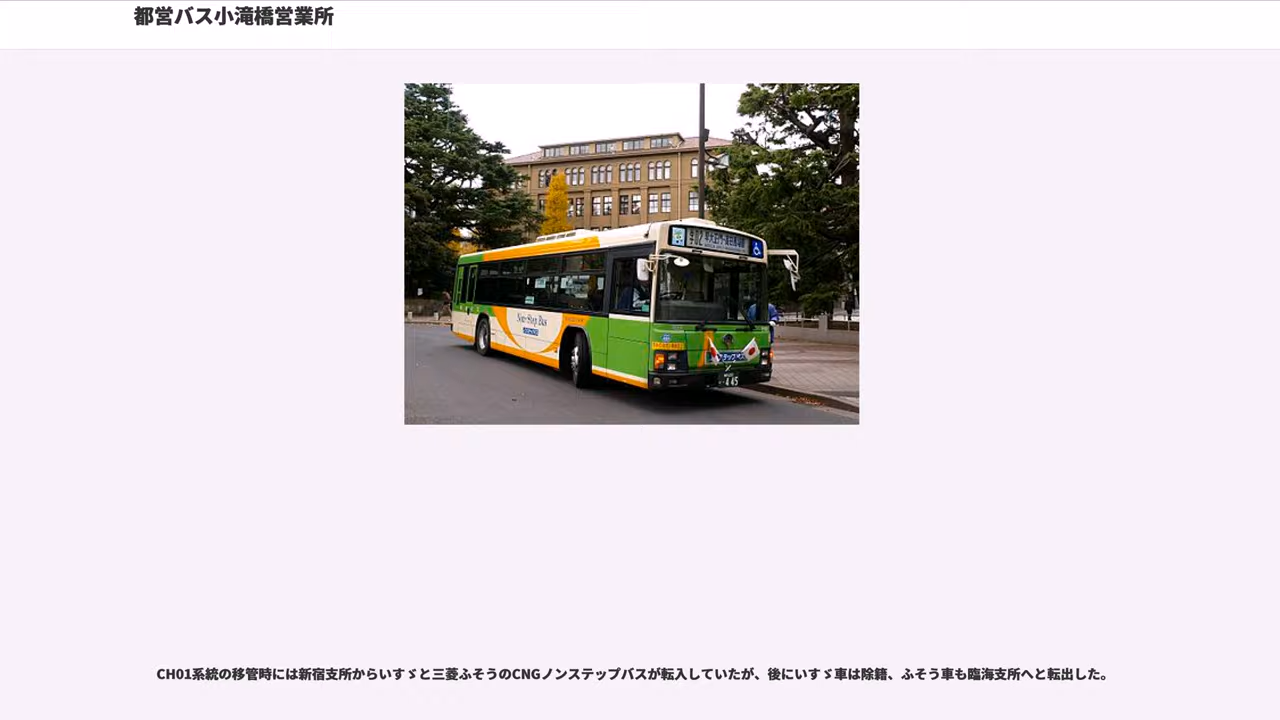 都営バス小滝橋営業所
Non-Step Bus
445
CH01系統の移管時には新宿支所からいすゞと三菱ふそうのCNGノンステップバスが転入していたが、後にいすゞ車は除籍、ふそう車も臨海支所へと転出した。